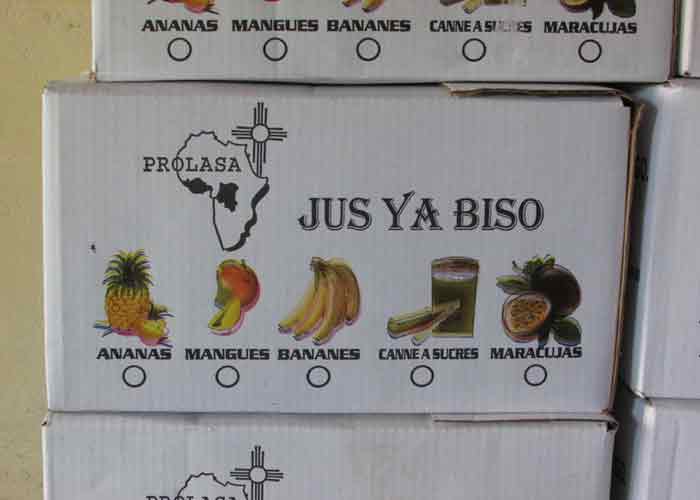 ANANAS MANGUES BANANES CANNE A SUCRES MARACUJAS
PROLASA
JUS YA BISO
ANANAS MANGUES BANANES CANNE A SUCRES MARACUJAS
PROLASA